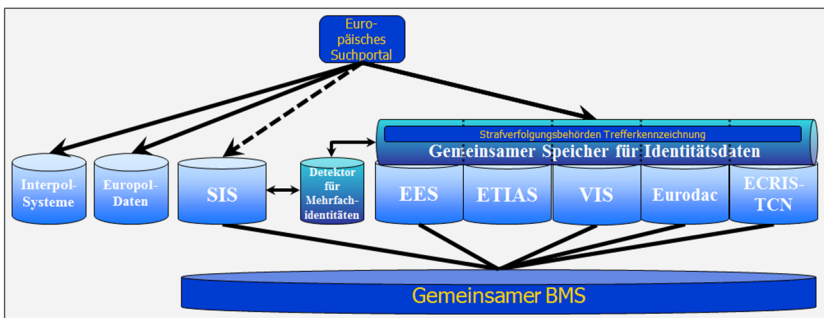 Euro-
päisches
Suchportal
Strafverfolgungsbehörden Trefferkennzeichnung
Gemeinsamer Speicher für Identitätsdaten
Interpol-
Systeme
Europol-
Daten
SIS
Detektor
für
Mehrfach-
identitäten
EES
ETIAS
VIS
Eurodac
ECRIS-
TCN
Gemeinsamer BMS